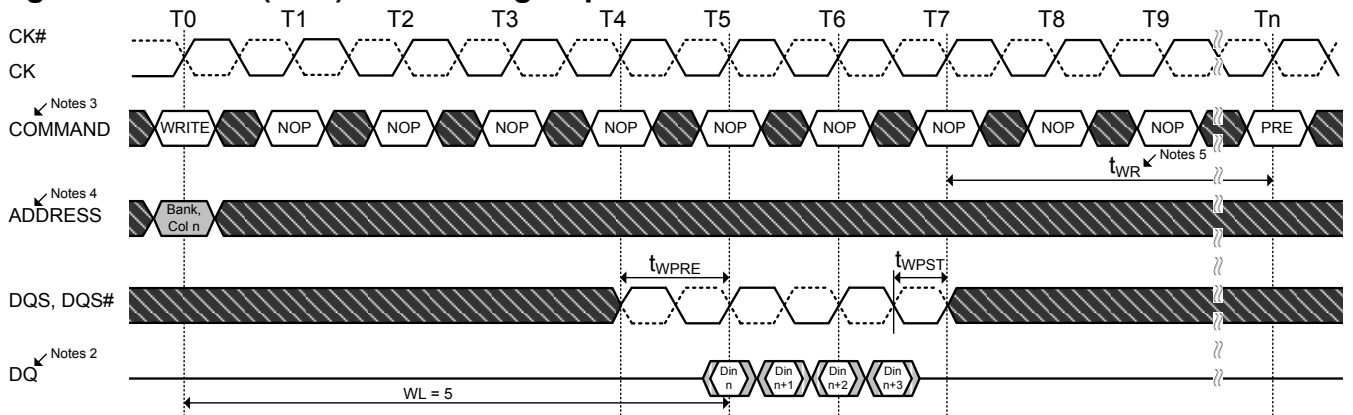 T0 T1 T2 T3 T4 T5 T6 T7 T8 T9 Tn
CK#
CK
Notes 3
COMMAND WRITE NOP NOP NOP NOP NOP NOP NOP NOP NOP PRE
tWR Notes 5
Notes 4
ADDRESS Bank,
Col n
tWPRE tWPST
DQS, DQS#
Notes 2
DQ
Din n Din n+1 Din n+2 Din n+3
WL = 5